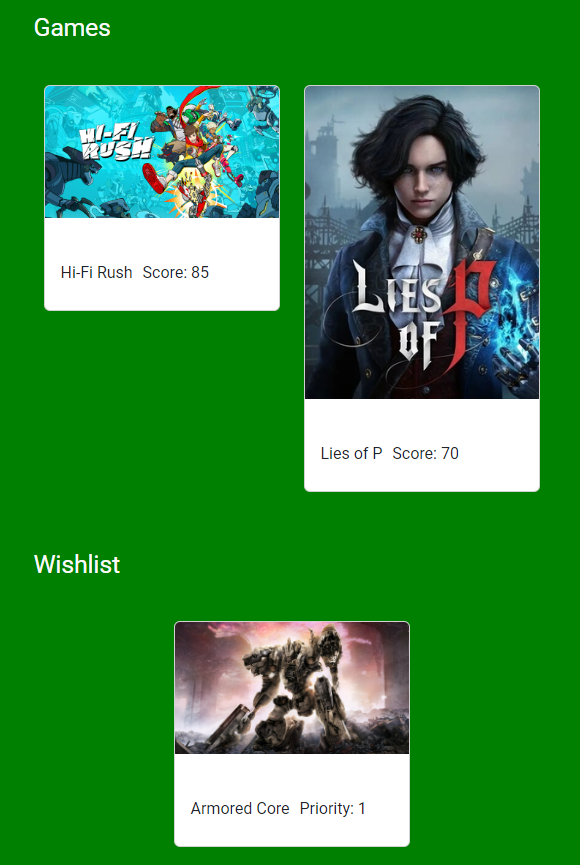 Games
HI-FI
RUSH
Hi-Fi Rush Score: 85
LIES
OF P
Lies of P Score: 70
Wishlist
Armored Core Priority: 1